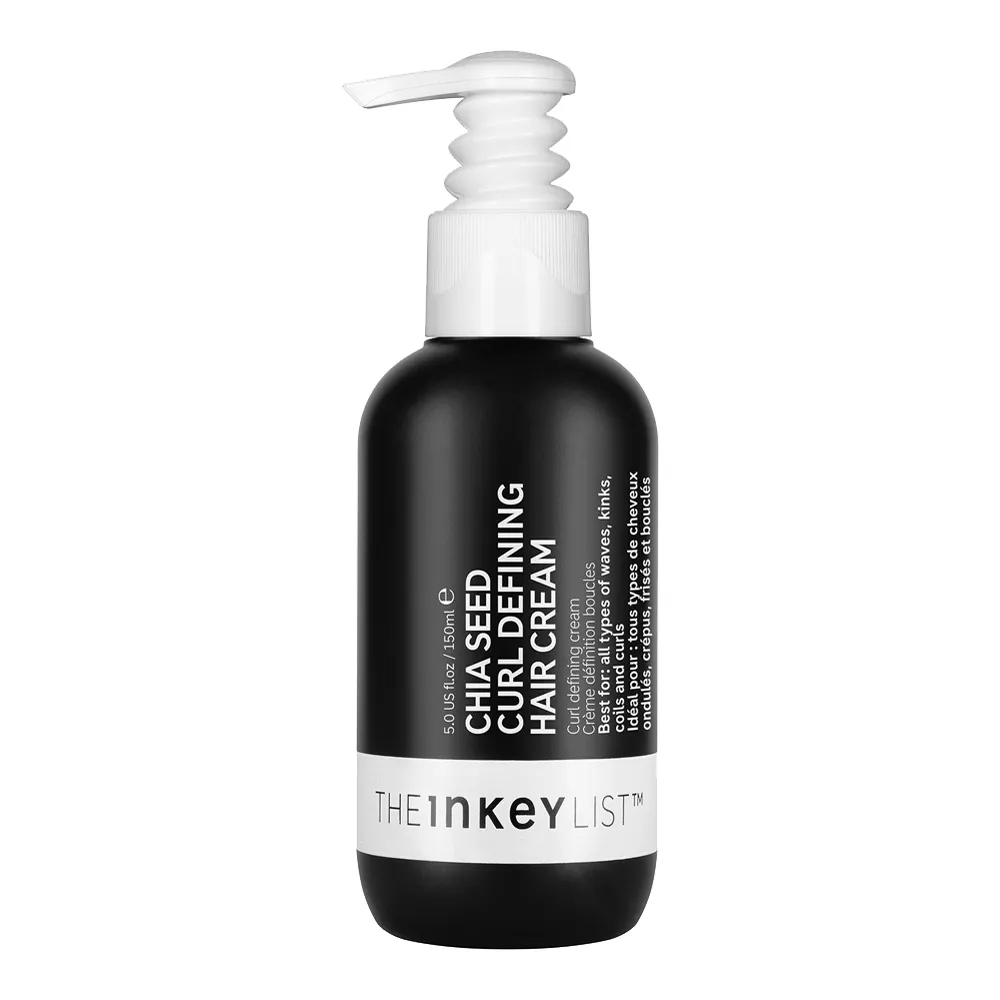 5.0 US fl.oz / 150ml ℮
CHIA SEED
CURL DEFINING
HAIR CREAM
Curl defining cream
Crème définition boucles
Best for: all types of waves, kinks,
coils and curls
Idéal pour : tous types de cheveux
ondulés, crépus, frisés et bouclés
THE INKEY LIST™